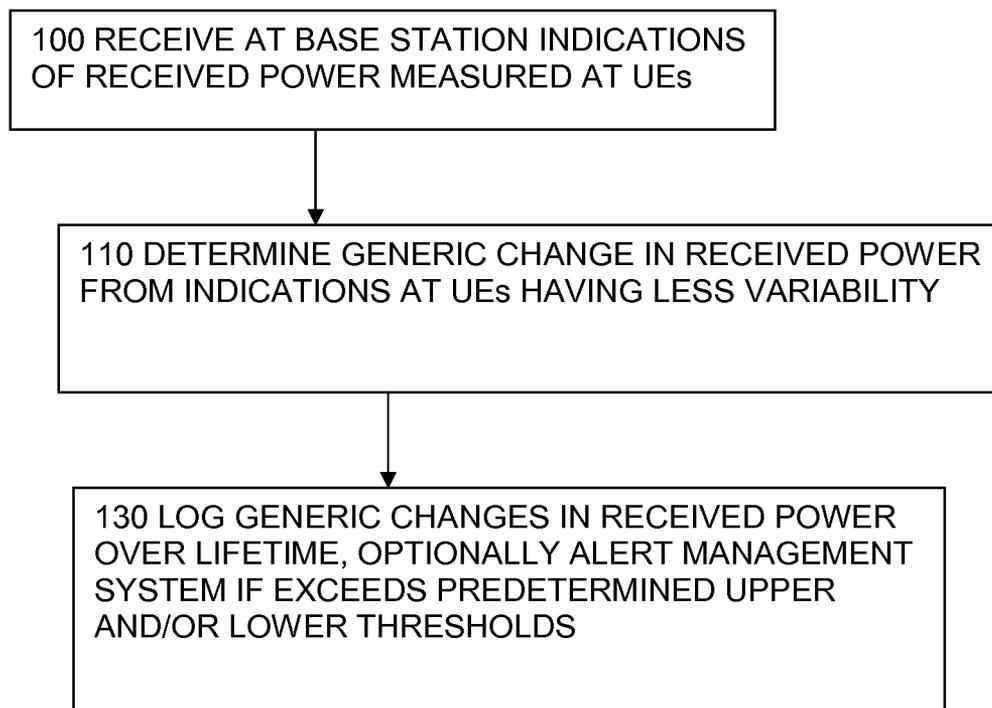 100 RECEIVE AT BASE STATION INDICATIONS
OF RECEIVED POWER MEASURED AT UEs
110 DETERMINE GENERIC CHANGE IN RECEIVED POWER
FROM INDICATIONS AT UEs HAVING LESS VARIABILITY
130 LOG GENERIC CHANGES IN RECEIVED POWER
OVER LIFETIME, OPTIONALLY ALERT MANAGEMENT
SYSTEM IF EXCEEDS PREDETERMINED UPPER
AND/OR LOWER THRESHOLDS